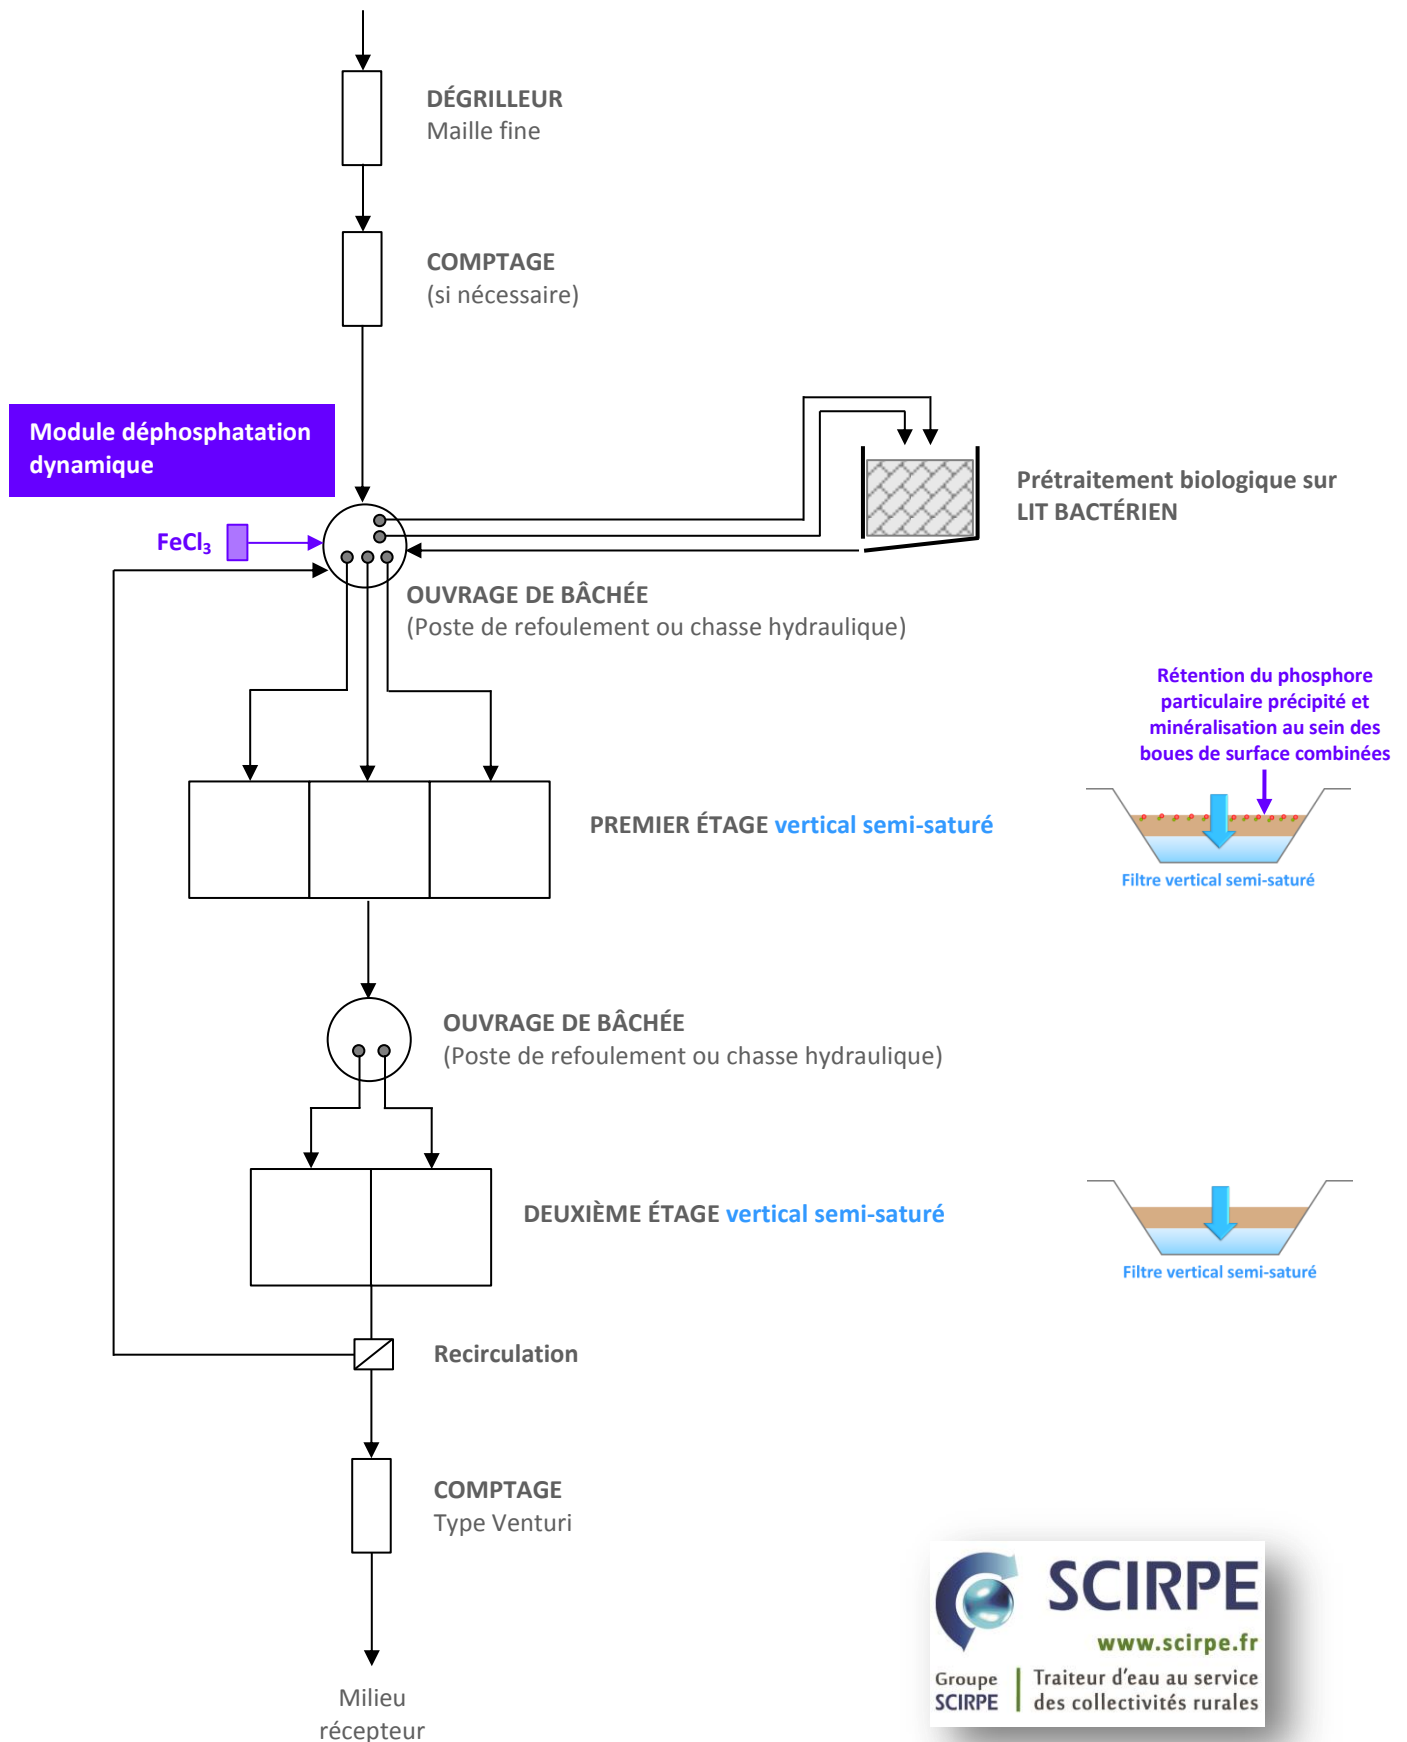 DÉGRILLEUR
Maille fine
COMPTAGE
(si nécessaire)
Module déphosphatation
dynamique
Prétraitement biologique sur
LIT BACTÉRIEN
FeCl₃
OUVRAGE DE BÂCHÉE
(Poste de refoulement ou chasse hydraulique)
Rétention du phosphore
particulaire précipité et
minéralisation au sein des
boues de surface combinées
PREMIER ÉTAGE vertical semi-saturé
Filtre vertical semi-saturé
OUVRAGE DE BÂCHÉE
(Poste de refoulement ou chasse hydraulique)
DEUXIÈME ÉTAGE vertical semi-saturé
Filtre vertical semi-saturé
Recirculation
COMPTAGE
Type Venturi
Milieu
récepteur
SCIRPE
www.scirpe.fr
Groupe
SCIRPE
Traiteur d'eau au service
des collectivités rurales